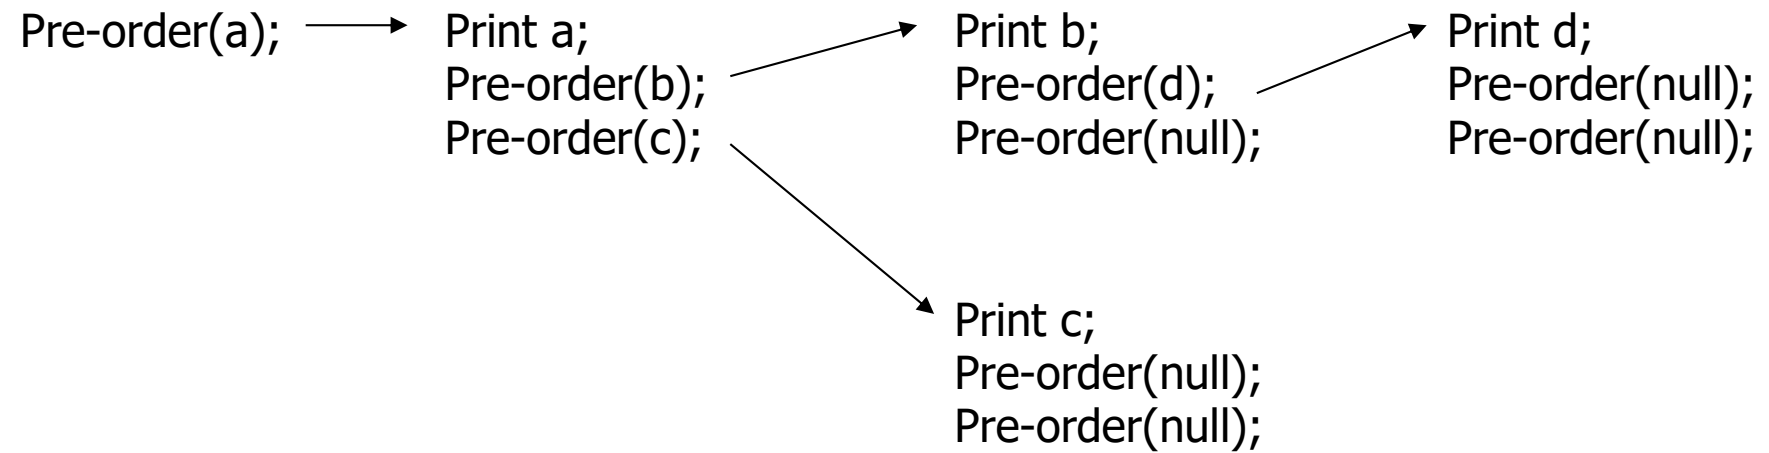 Pre-order(a);
Print a;
Pre-order(b);
Pre-order(c);
Print b;
Pre-order(d);
Pre-order(null);
Print d;
Pre-order(null);
Pre-order(null);
Print c;
Pre-order(null);
Pre-order(null);